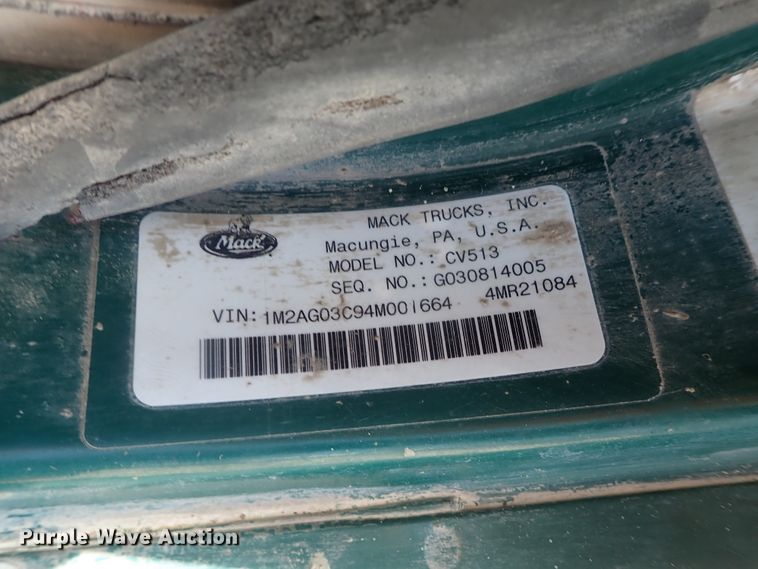 Mack
MACK TRUCKS, INC.
Macungie, PA, U.S.A.
MODEL NO.: CV513
SEQ. NO.: G030814005
VIN: 1M2AG03C94M001664 4MR21084
Purple Wave Auction